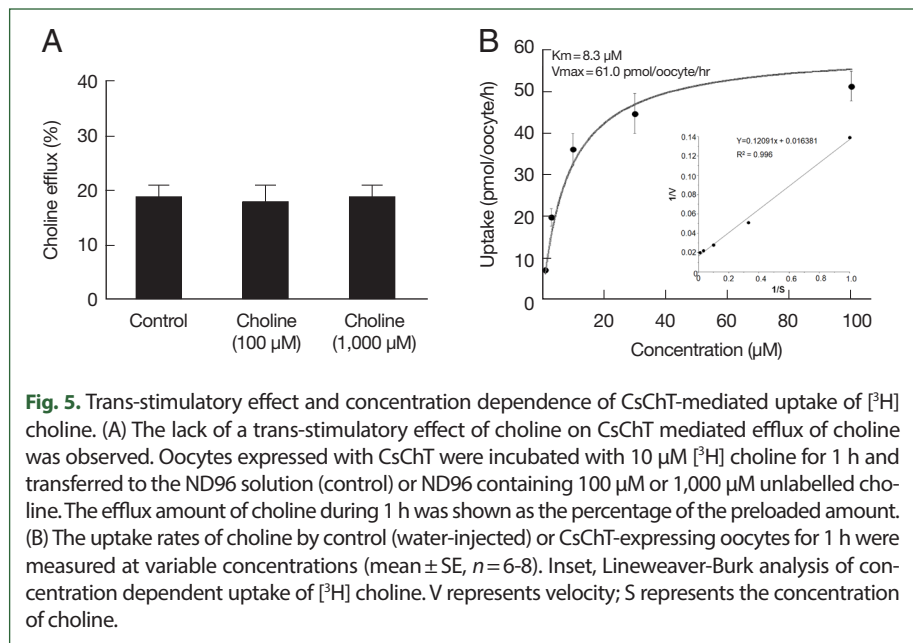 A
Choline efflux (%)
40
30
20
10
0
Control
Choline
(100 µM)
Choline
(1,000 µM)
B
Km=8.3 µM
Vmax=61.0 pmol/oocyte/hr
Uptake (pmol/oocyte/h)
60
50
40
30
20
10
0
20
40
60
80
100
Concentration (µM)
Y=0.12091x + 0.016381
R² = 0.996
1/V
0.14
0.12
0.10
0.08
0.06
0.04
0.02
0
0.2
0.4
0.6
0.8
1.0
1/S
Fig. 5. Trans-stimulatory effect and concentration dependence of CsChT-mediated uptake of [³H]
choline. (A) The lack of a trans-stimulatory effect of choline on CsChT mediated efflux of choline
was observed. Oocytes expressed with CsChT were incubated with 10 µM [³H] choline for 1 h and
transferred to the ND96 solution (control) or ND96 containing 100 µM or 1,000 µM unlabelled cho-
line. The efflux amount of choline during 1 h was shown as the percentage of the preloaded amount.
(B) The uptake rates of choline by control (water-injected) or CsChT-expressing oocytes for 1 h were
measured at variable concentrations (mean ± SE, n=6-8). Inset, Lineweaver-Burk analysis of con-
centration dependent uptake of [³H] choline. V represents velocity; S represents the concentration
of choline.